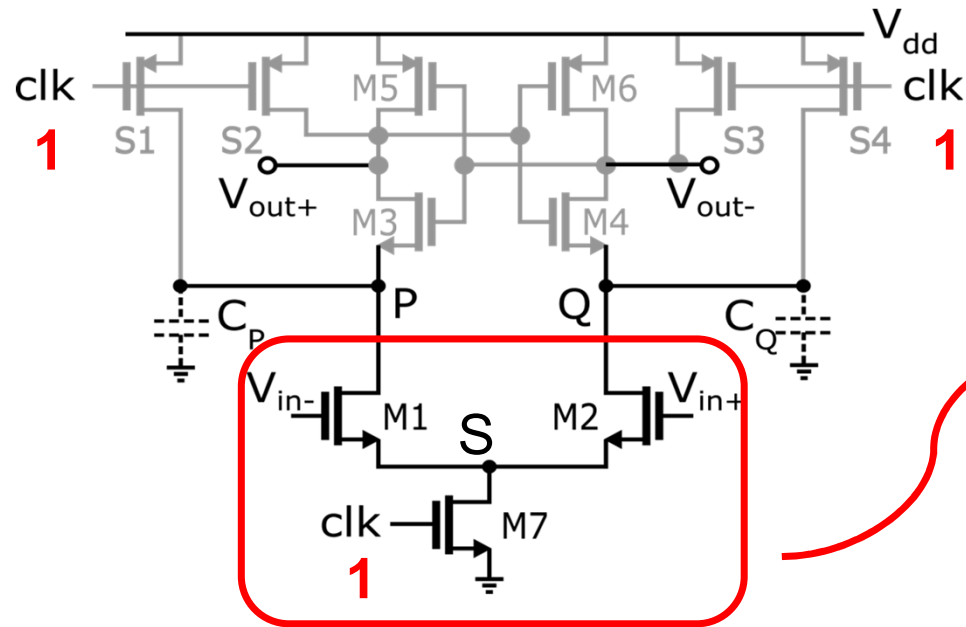 Vdd
clk
clk
1
1
S1
S2
M5
M6
S3
S4
Vout+
Vout-
M3
M4
P
Q
CP
CQ
Vin-
Vin+
M1
M2
S
clk
M7
1